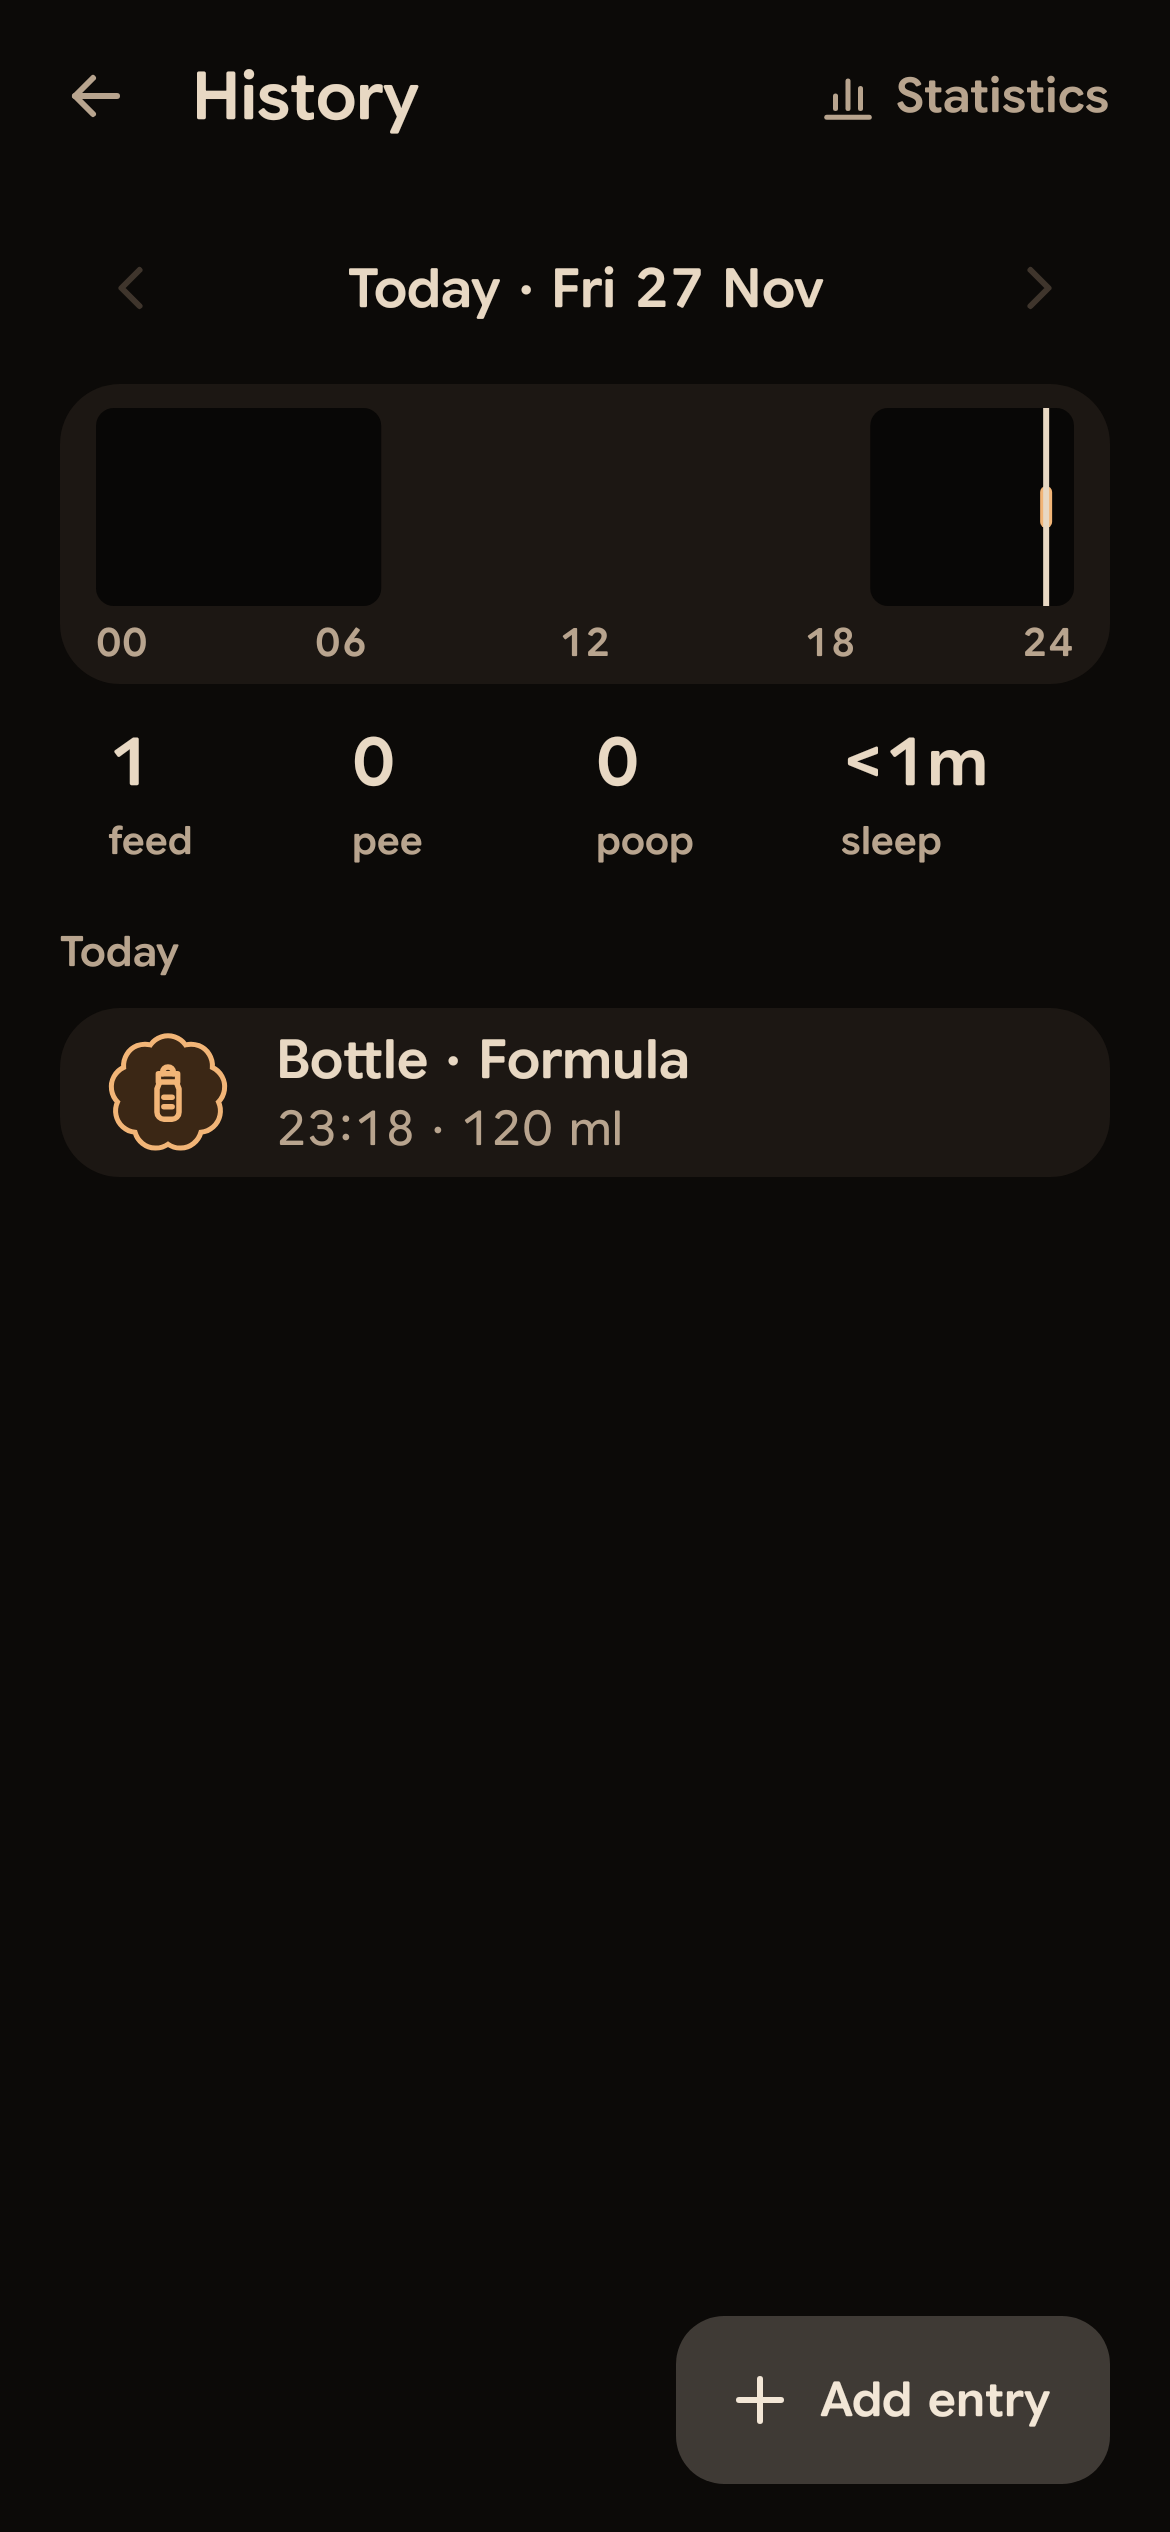 History
Statistics
Today · Fri 27 Nov
00 06 12 18 24
1 0 0 <1m
feed pee poop sleep
Today
Bottle · Formula
23:18 · 120 ml
Add entry